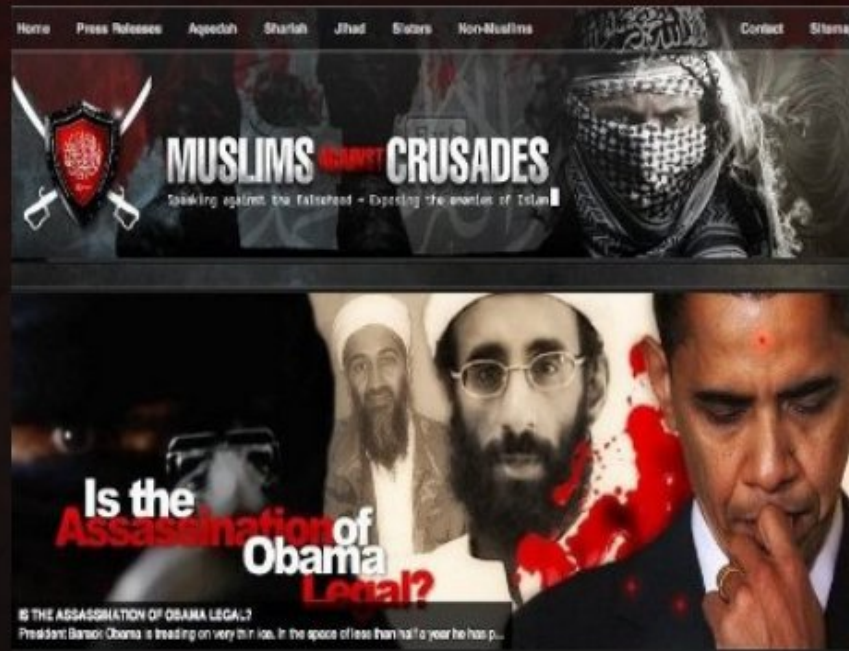 Home Press Releases Aqeedah Shariah Jihad Sisters Non-Muslims Contact Sitema
MUSLIMS AGAINST CRUSADES
Speaking against the falsehood - Exposing the enemies of Islam
Is the
Assassination of
Obama
Legal?
IS THE ASSASSINATION OF OBAMA LEGAL?
President Barack Obama is treading on very thin ice. In the space of less than half a year he has p...